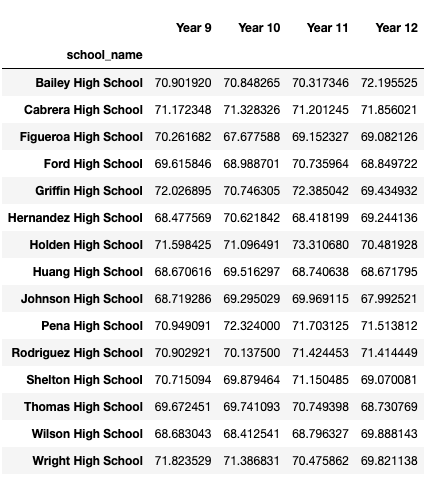 Year 9 Year 10 Year 11 Year 12
school_name
Bailey High School 70.901920 70.848265 70.317346 72.195525
Cabrera High School 71.172348 71.328326 71.201245 71.856021
Figueroa High School 70.261682 67.677588 69.152327 69.082126
Ford High School 69.615846 68.988701 70.735964 68.849722
Griffin High School 72.026895 70.746305 72.385042 69.434932
Hernandez High School 68.477569 70.621842 68.418199 69.244136
Holden High School 71.598425 71.096491 73.310680 70.481928
Huang High School 68.670616 69.516297 68.740638 68.671795
Johnson High School 68.719286 69.295029 69.969115 67.992521
Pena High School 70.949091 72.324000 71.703125 71.513812
Rodriguez High School 70.902921 70.137500 71.424453 71.414449
Shelton High School 70.715094 69.879464 71.150485 69.070081
Thomas High School 69.672451 69.741093 70.749398 68.730769
Wilson High School 68.683043 68.412541 68.796327 69.888143
Wright High School 71.823529 71.386831 70.475862 69.821138